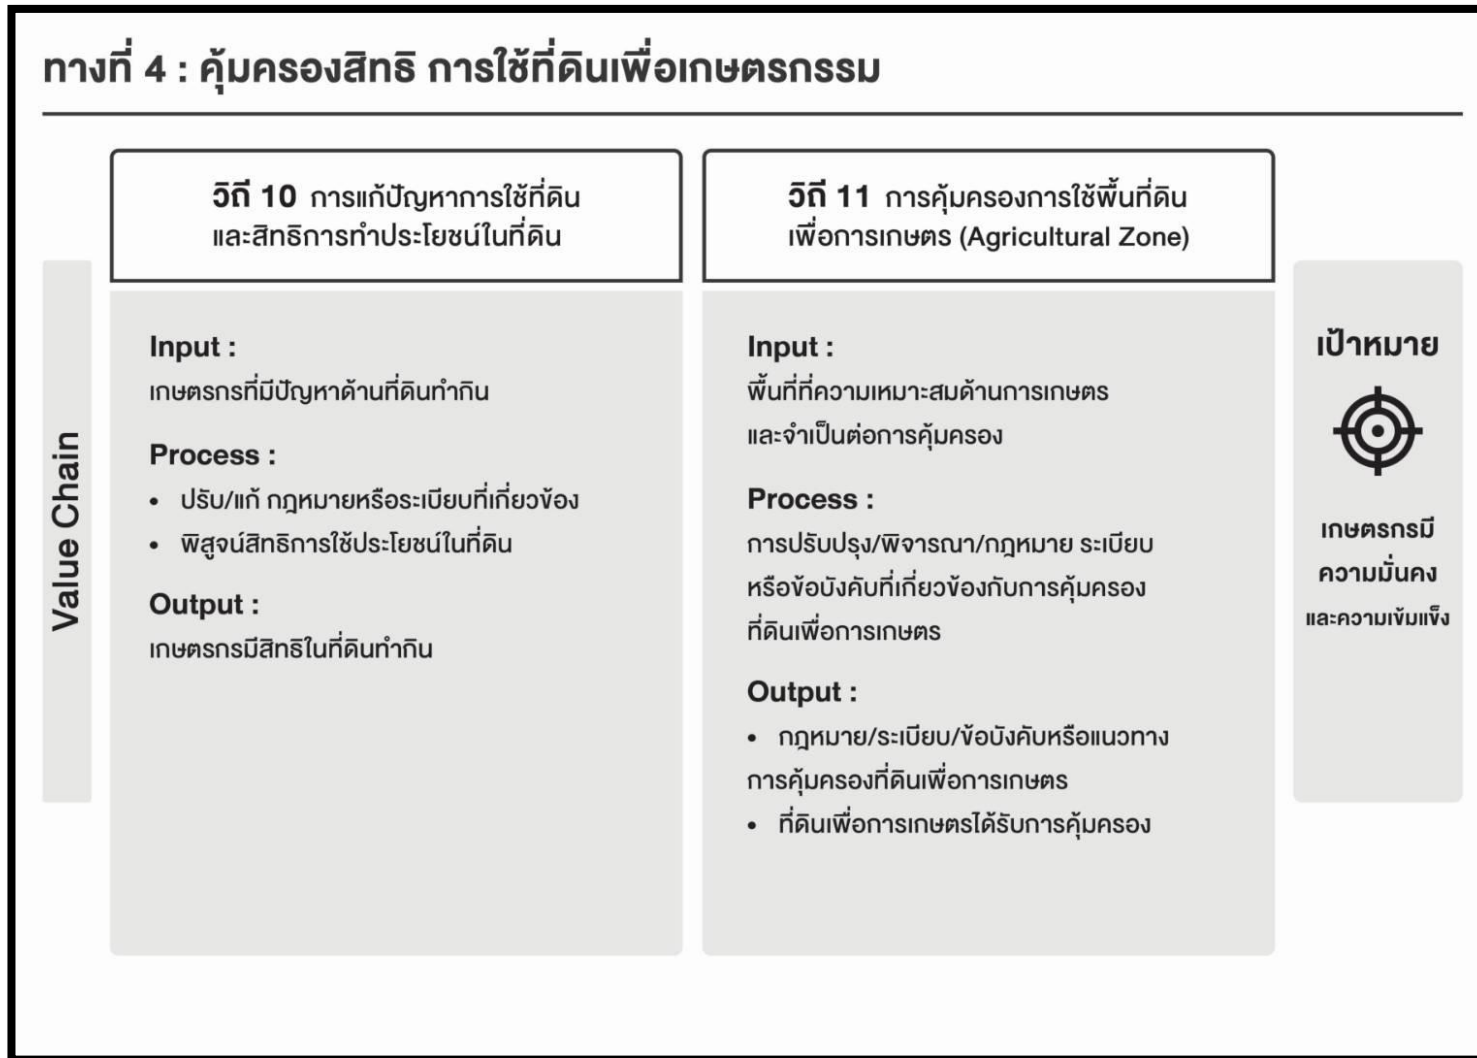 ทางที่ 4 : คุ้มครองสิทธิ การใช้ที่ดินเพื่อเกษตรกรรม
Value Chain
วิถี 10 การแก้ปัญหาการใช้ที่ดิน
และสิทธิการทำประโยชน์ในที่ดิน
Input :
เกษตรกรที่มีปัญหาด้านที่ดินทำกิน
Process :
• ปรับ/แก้ กฎหมายหรือระเบียบที่เกี่ยวข้อง
• พิสูจน์สิทธิการใช้ประโยชน์ในที่ดิน
Output :
เกษตรกรมีสิทธิในที่ดินทำกิน
วิถี 11 การคุ้มครองการใช้พื้นที่ดิน
เพื่อการเกษตร (Agricultural Zone)
Input :
พื้นที่ที่ความเหมาะสมด้านการเกษตร
และจำเป็นต่อการคุ้มครอง
Process :
การปรับปรุง/พิจารณา/กฎหมาย ระเบียบ
หรือข้อบังคับที่เกี่ยวข้องกับการคุ้มครอง
ที่ดินเพื่อการเกษตร
Output :
• กฎหมาย/ระเบียบ/ข้อบังคับหรือแนวทาง
การคุ้มครองที่ดินเพื่อการเกษตร
• ที่ดินเพื่อการเกษตรได้รับการคุ้มครอง
เป้าหมาย
เกษตรกรมี
ความมั่นคง
และความเข้มแข็ง